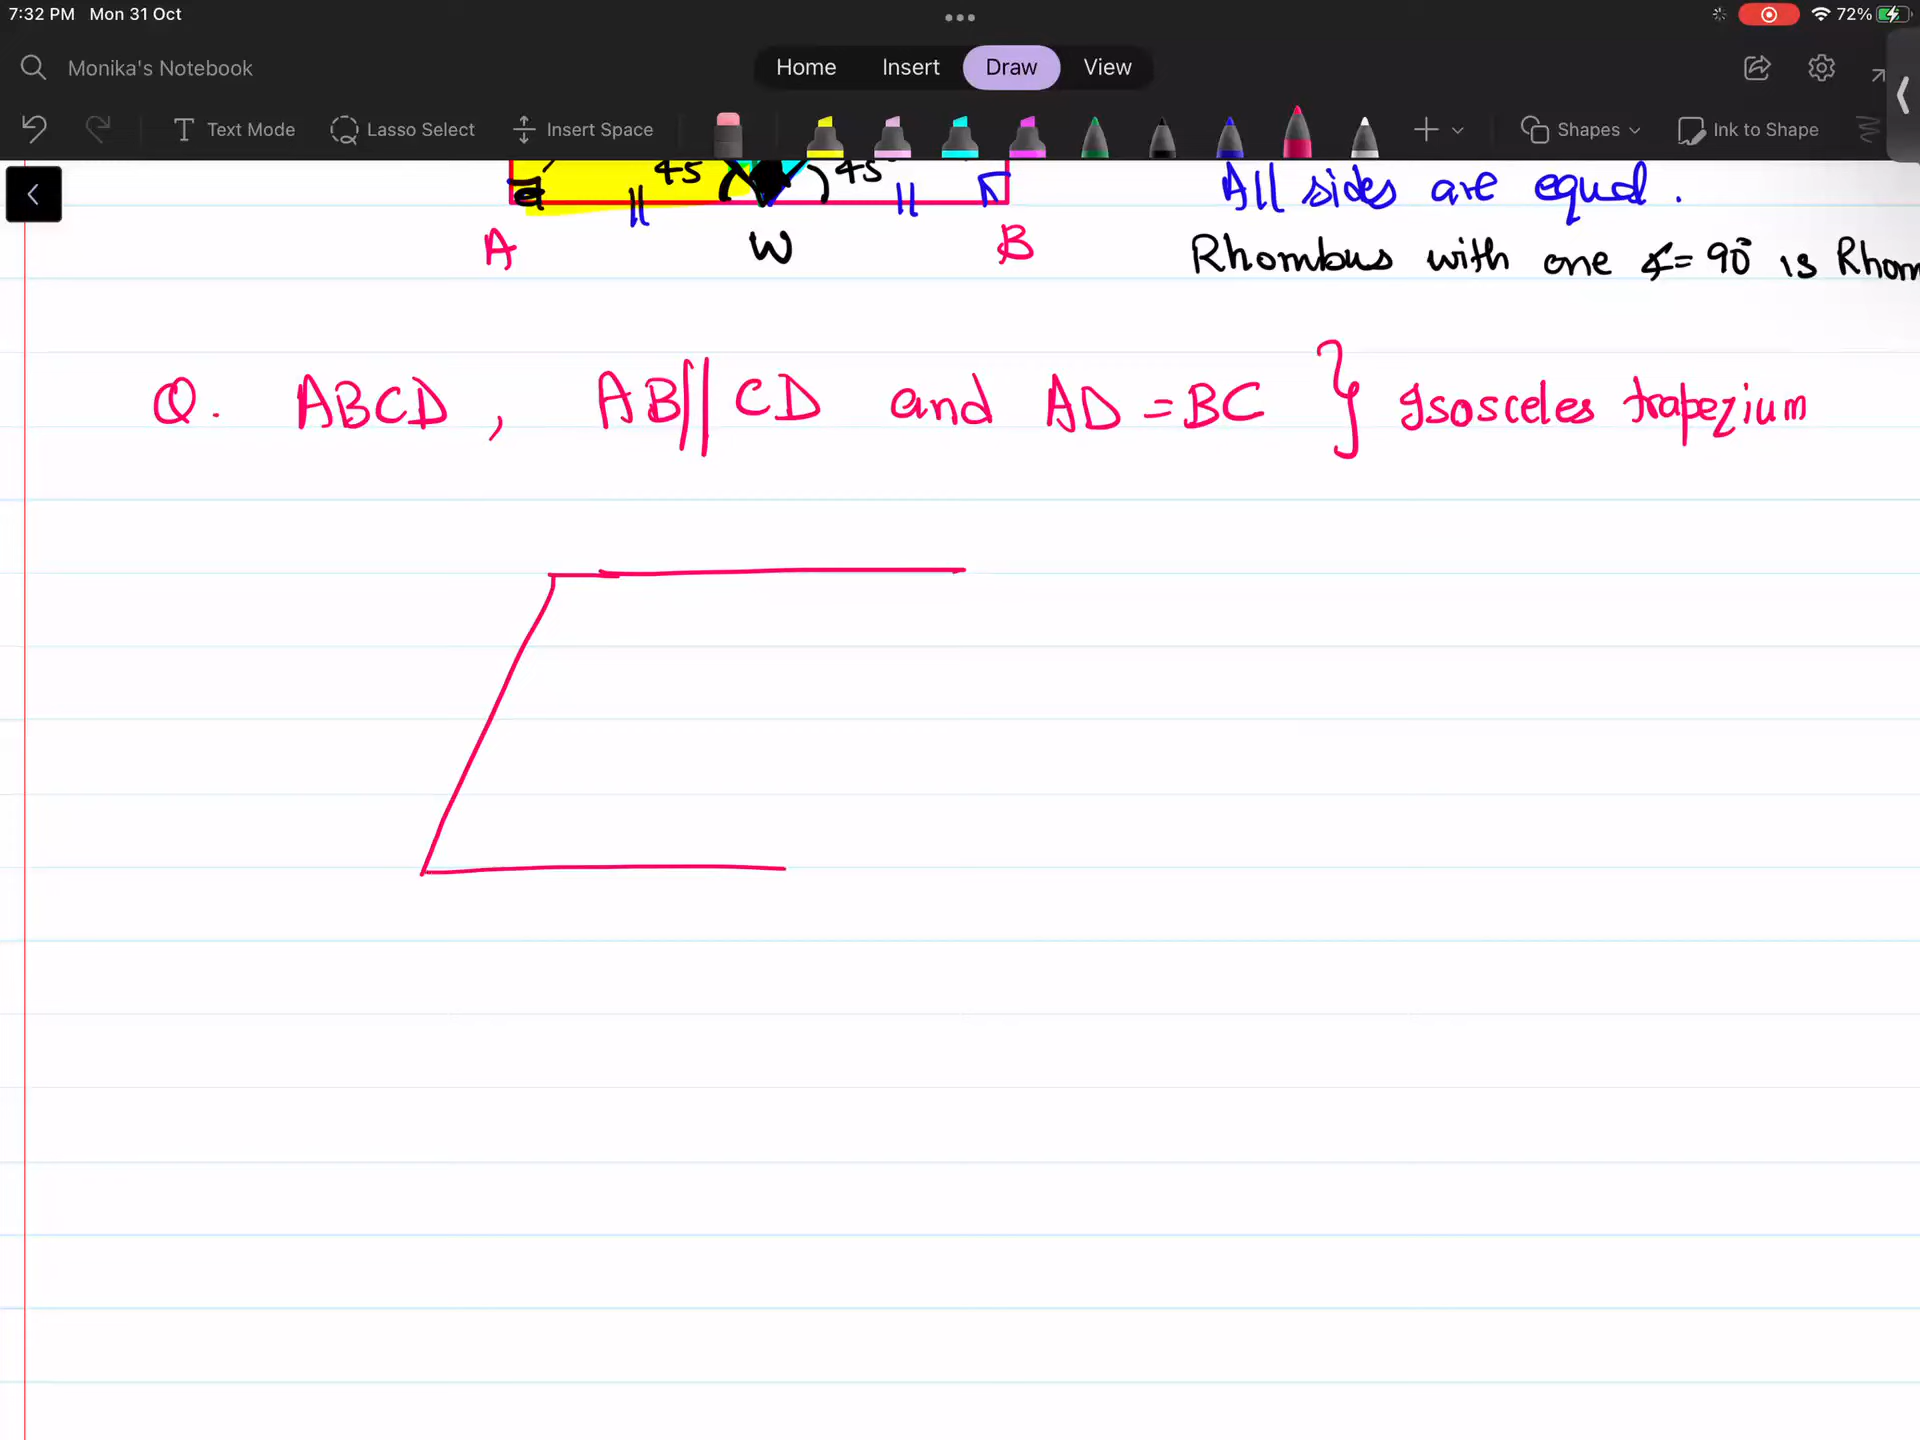 7:32 PM Mon 31 Oct
72%
Monika's Notebook
Home Insert Draw View
Text Mode Lasso Select Insert Space Shapes Ink to Shape
45 45°
A W B
All sides are equal.
Rhombus with one ∡=90° is Rhom
Q. ABCD, AB||CD and AD=BC } Isosceles trapezium